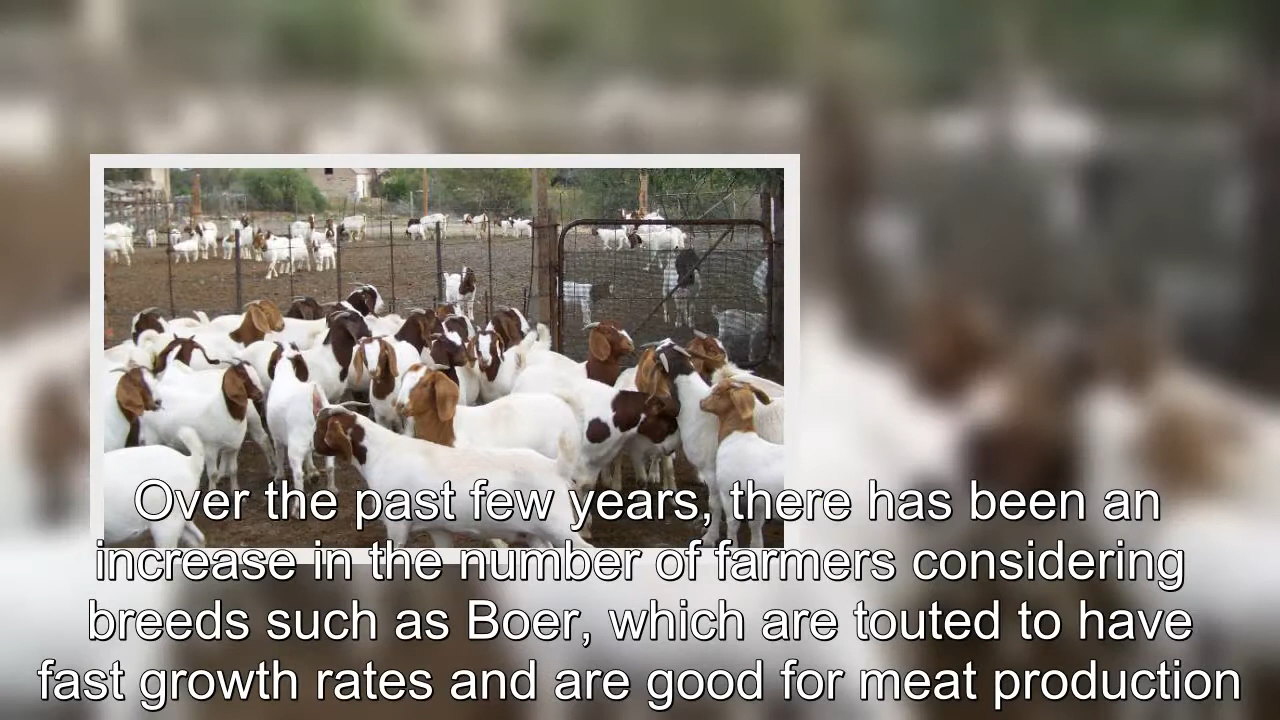 Over the past few years, there has been an
increase in the number of farmers considering
breeds such as Boer, which are touted to have
fast growth rates and are good for meat production